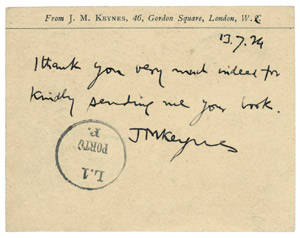 From J. M. KEYNES, 46, Gordon Square, London, W.C.
13.7.24
I thank you very much indeed for
kindly sending me your book.
JMKeynes
L.1
PORTO
P.